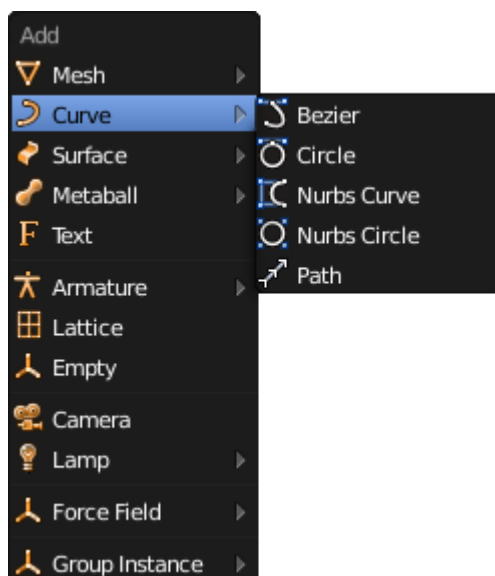 Add
Mesh
Curve
Surface
Metaball
Text
Armature
Lattice
Empty
Camera
Lamp
Force Field
Group Instance
Bezier
Circle
Nurbs Curve
Nurbs Circle
Path